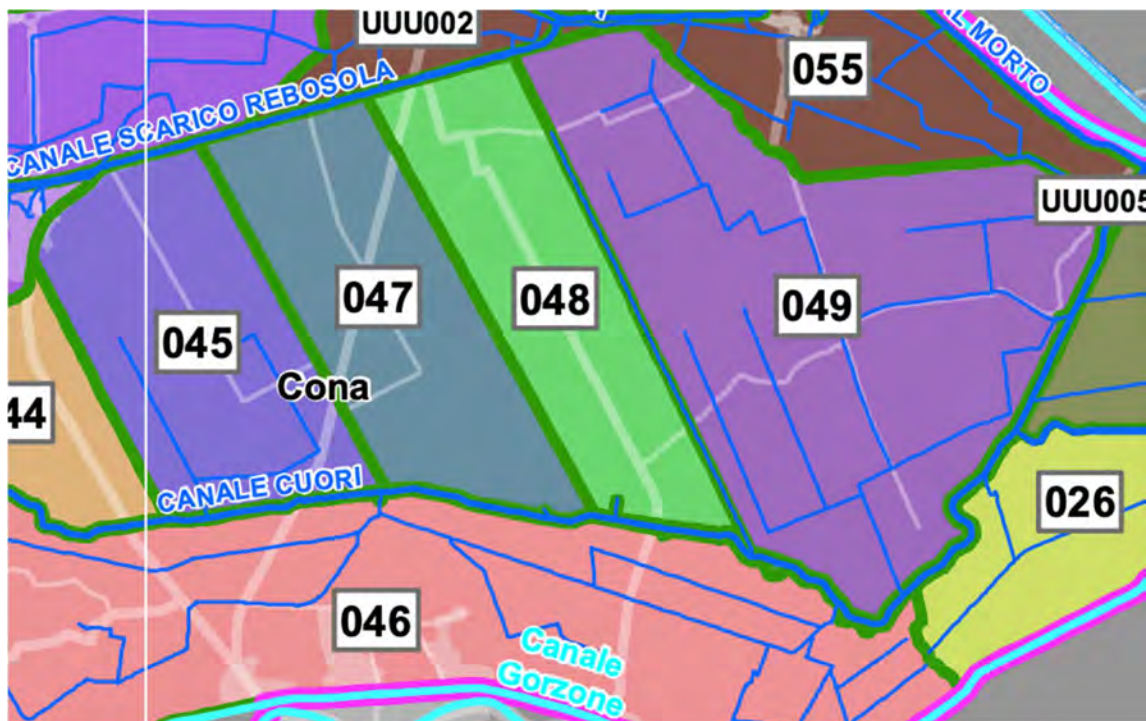 UUU002
055
AL MORTO
CANALE SCARICO REBOSOLA
UUU005
047
048
049
045
Cona
44
CANALE CUORI
026
046
Canale
Gorzone